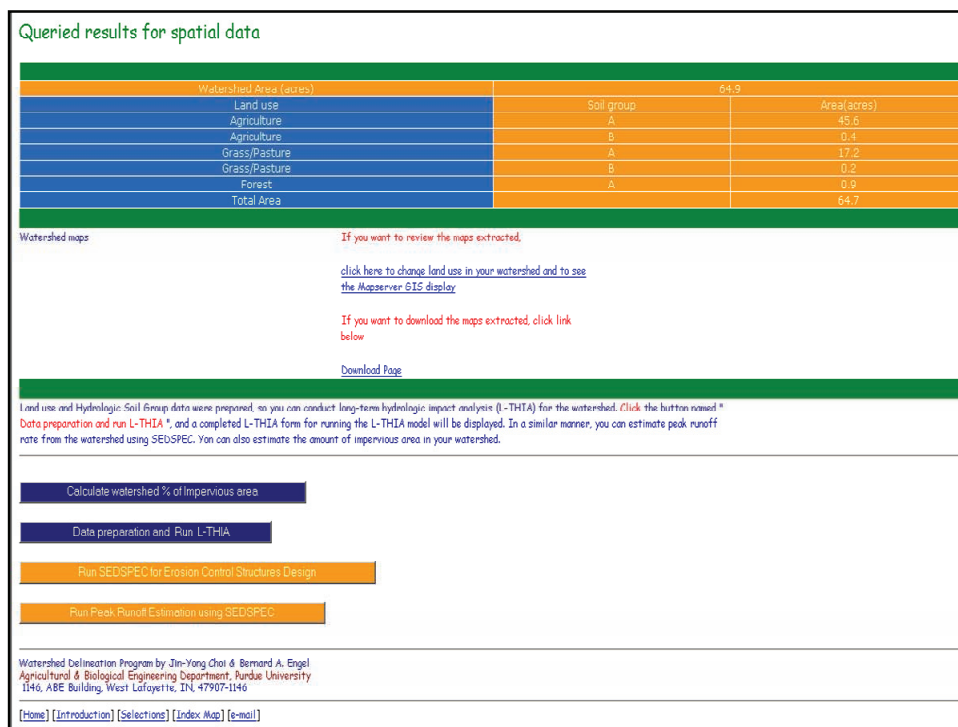 Queried results for spatial data
Watershed Area (acres) 64.9
Land use Soil group Area(acres)
Agriculture A 45.6
Agriculture B 0.4
Grass/Pasture A 17.2
Grass/Pasture B 0.2
Forest A 0.9
Total Area 64.7
Watershed maps If you want to review the maps extracted,
click here to change land use in your watershed and to see
the Mapserver GIS display
If you want to download the maps extracted, click link
below
Download Page
Land use and Hydrologic Soil Group data were prepared, so you can conduct long-term hydrologic impact analysis (L-THIA) for the watershed. Click the button named "
Data preparation and run L-THIA ", and a completed L-THIA form for running the L-THIA model will be displayed. In a similar manner, you can estimate peak runoff
rate from the watershed using SEDSPEC. You can also estimate the amount of impervious area in your watershed.
Calculate watershed % of Impervious area
Data preparation and Run L-THIA
Run SEDSPEC for Erosion Control Structures Design
Run Peak Runoff Estimation using SEDSPEC
Watershed Delineation Program by Jin-Yong Choi & Bernard A. Engel
Agricultural & Biological Engineering Department, Purdue University
1146, ABE Building, West Lafayette, IN, 47907-1146
[Home] [Introduction] [Selections] [Index Map] [e-mail]